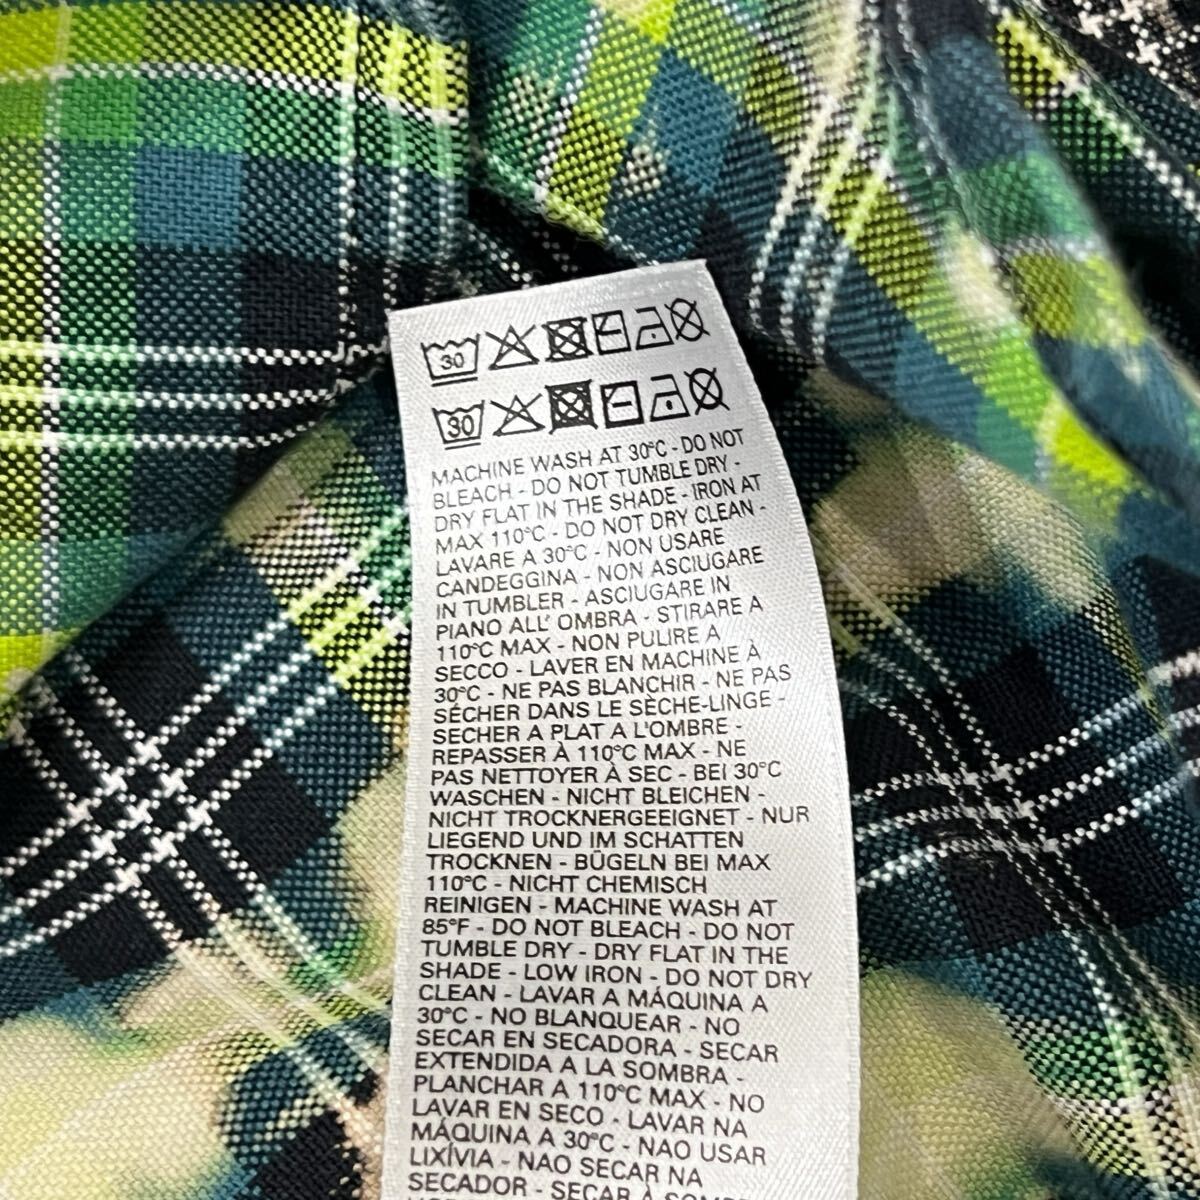 30
30
MACHINE WASH AT 30°C - DO NOT
BLEACH - DO NOT TUMBLE DRY -
DRY FLAT IN THE SHADE - IRON AT
MAX 110°C - DO NOT DRY CLEAN -
LAVARE A 30°C - NON USARE
CANDEGGINA - NON ASCIUGARE
IN TUMBLER - ASCIUGARE IN
PIANO ALL' OMBRA - STIRARE A
110°C MAX - NON PULIRE A
SECCO - LAVER EN MACHINE À
30°C - NE PAS BLANCHIR - NE PAS
SÉCHER DANS LE SÈCHE-LINGE -
SECHER A PLAT A L'OMBRE -
REPASSER À 110°C MAX - NE
PAS NETTOYER À SEC - BEI 30°C
WASCHEN - NICHT BLEICHEN -
NICHT TROCKNERGEEIGNET - NUR
LIEGEND UND IM SCHATTEN
TROCKNEN - BÜGELN BEI MAX
110°C - NICHT CHEMISCH
REINIGEN - MACHINE WASH AT
85°F - DO NOT BLEACH - DO NOT
TUMBLE DRY - DRY FLAT IN THE
SHADE - LOW IRON - DO NOT DRY
CLEAN - LAVAR A MÁQUINA A
30°C - NO BLANQUEAR - NO
SECAR EN SECADORA - SECAR
EXTENDIDA A LA SOMBRA -
PLANCHAR A 110°C MAX - NO
LAVAR EN SECO - LAVAR NA
MÁQUINA A 30°C - NAO USAR
LIXÍVIA - NAO SECAR NA
SECADOR - SECAR À